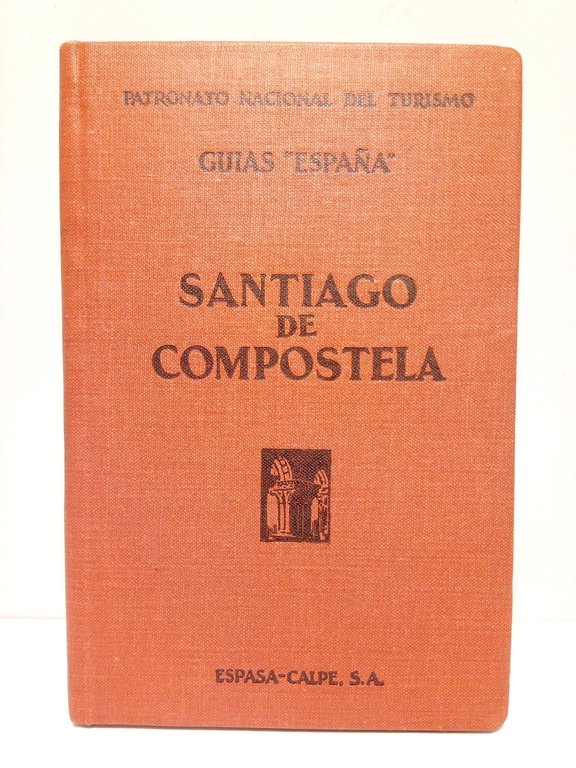 PATRONATO NACIONAL DEL TURISMO
GUIAS "ESPAÑA"
SANTIAGO
DE
COMPOSTELA
ESPASA-CALPE, S.A.